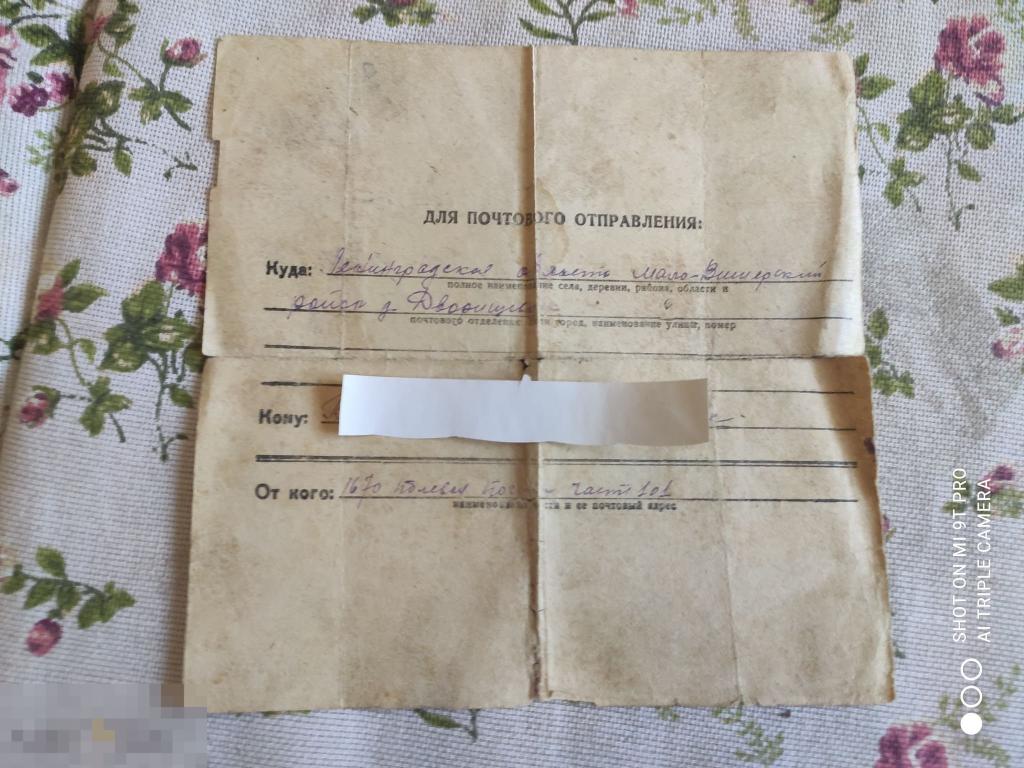 ДЛЯ ПОЧТОВОГО ОТПРАВЛЕНИЯ:
Куда: Ленинградская область Мало-Вишерский
полное наименование села, деревни, района, области и
район д.
почтового отделения или город, наименование улицы, номер
Кому:
От кого: 1670 Полевая часть 101
наименование части и ее почтовый адрес
SHOT ON MI 9T PRO
AI TRIPLE CAMERA